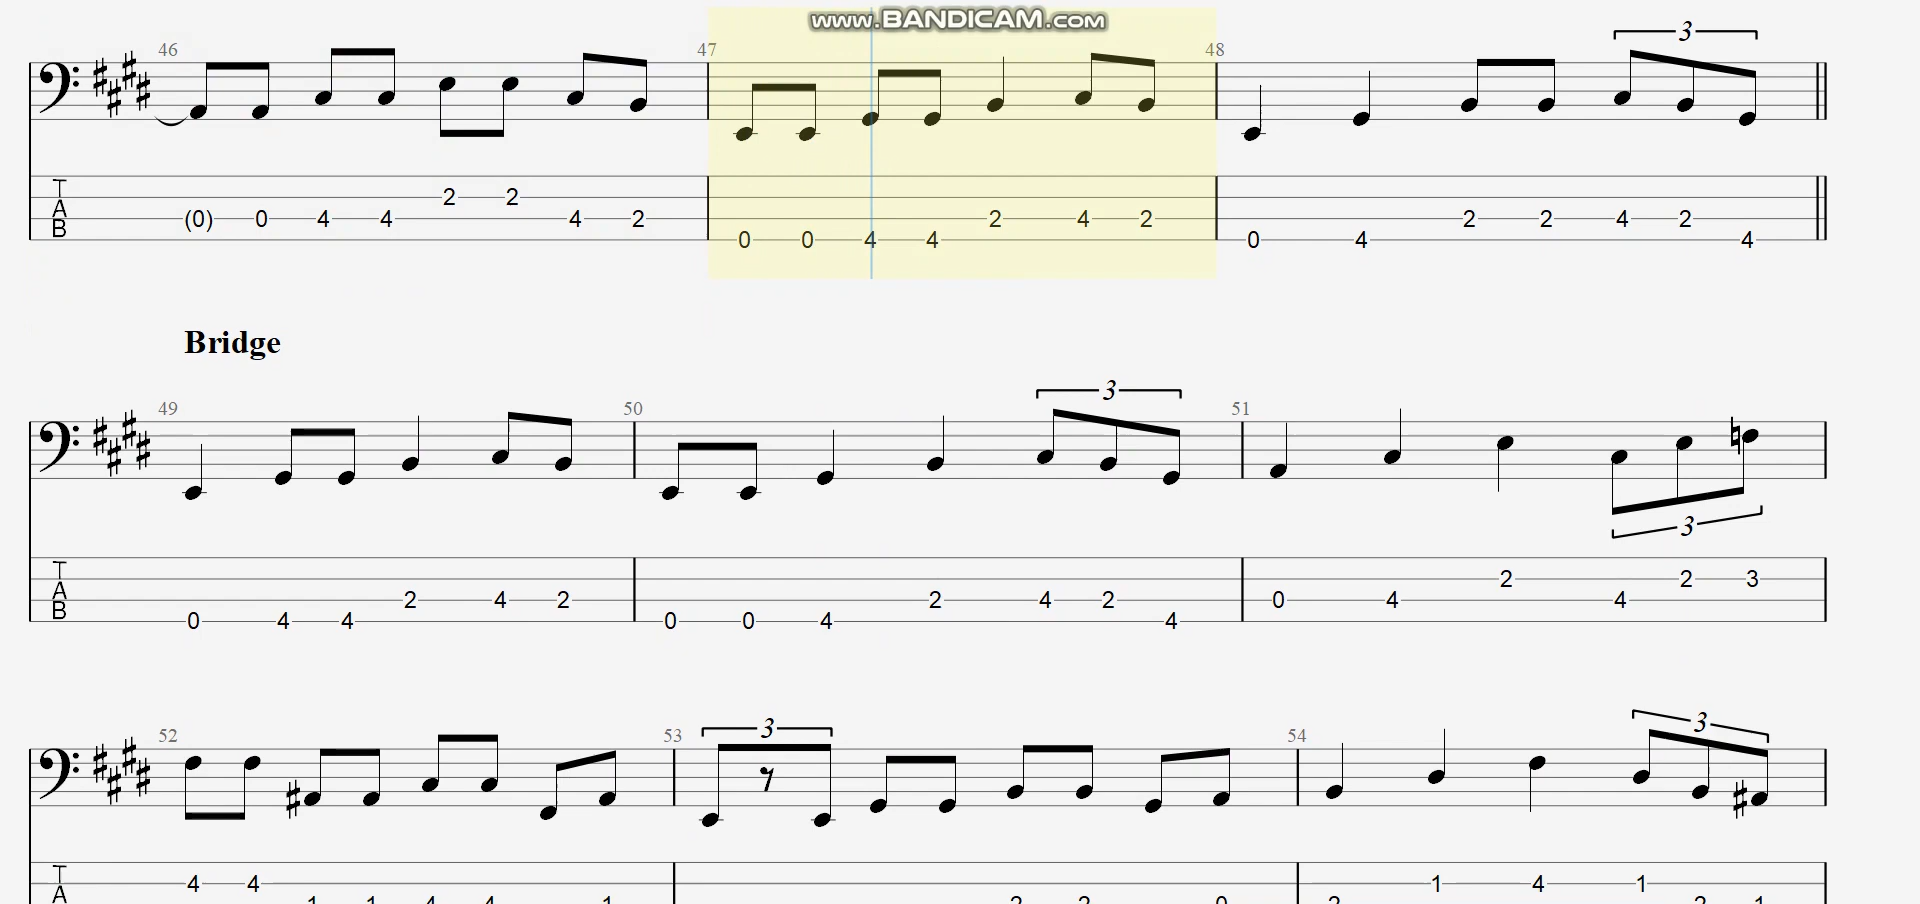 www.BANDICAM.com
3
46 47 48
T
A
B
(0) 0 4 4 2 2 4 2 0 0 4 4 2 4 2 0 4 2 2 4 2 4
Bridge
3
49 50 51
3
T
A
B
0 4 4 2 4 2 0 0 4 2 4 2 4 0 4 2 4 2 3
3 3
52 53 54
T
A
4 4 1 4 1